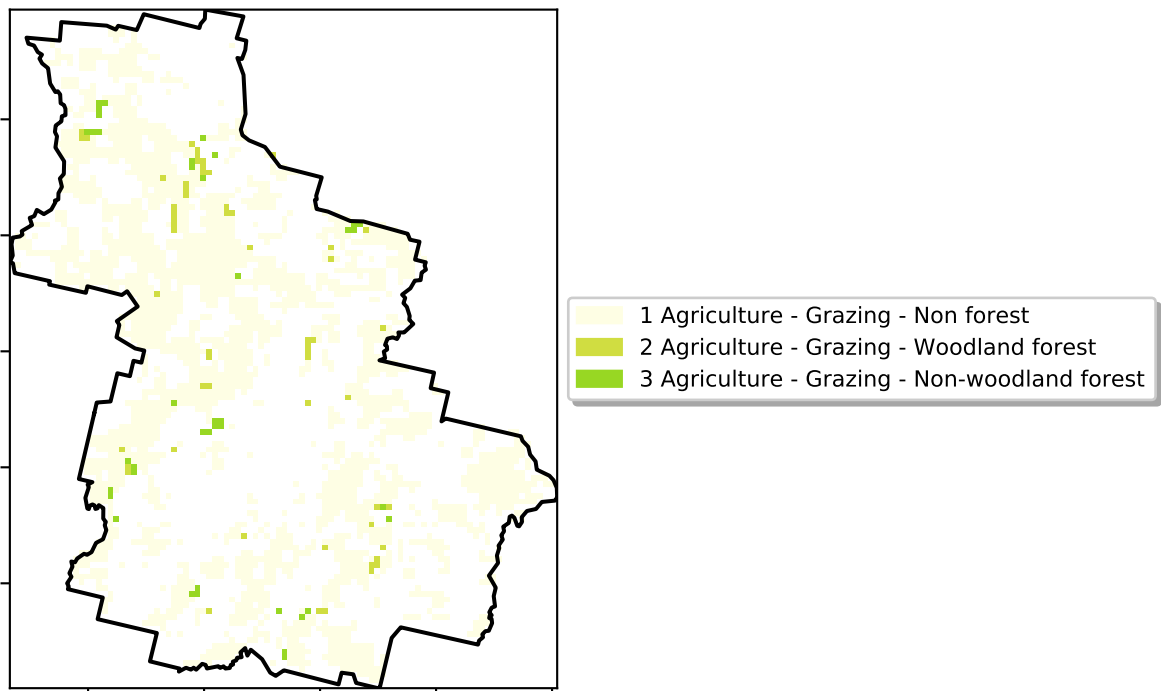 1 Agriculture - Grazing - Non forest
2 Agriculture - Grazing - Woodland forest
3 Agriculture - Grazing - Non-woodland forest